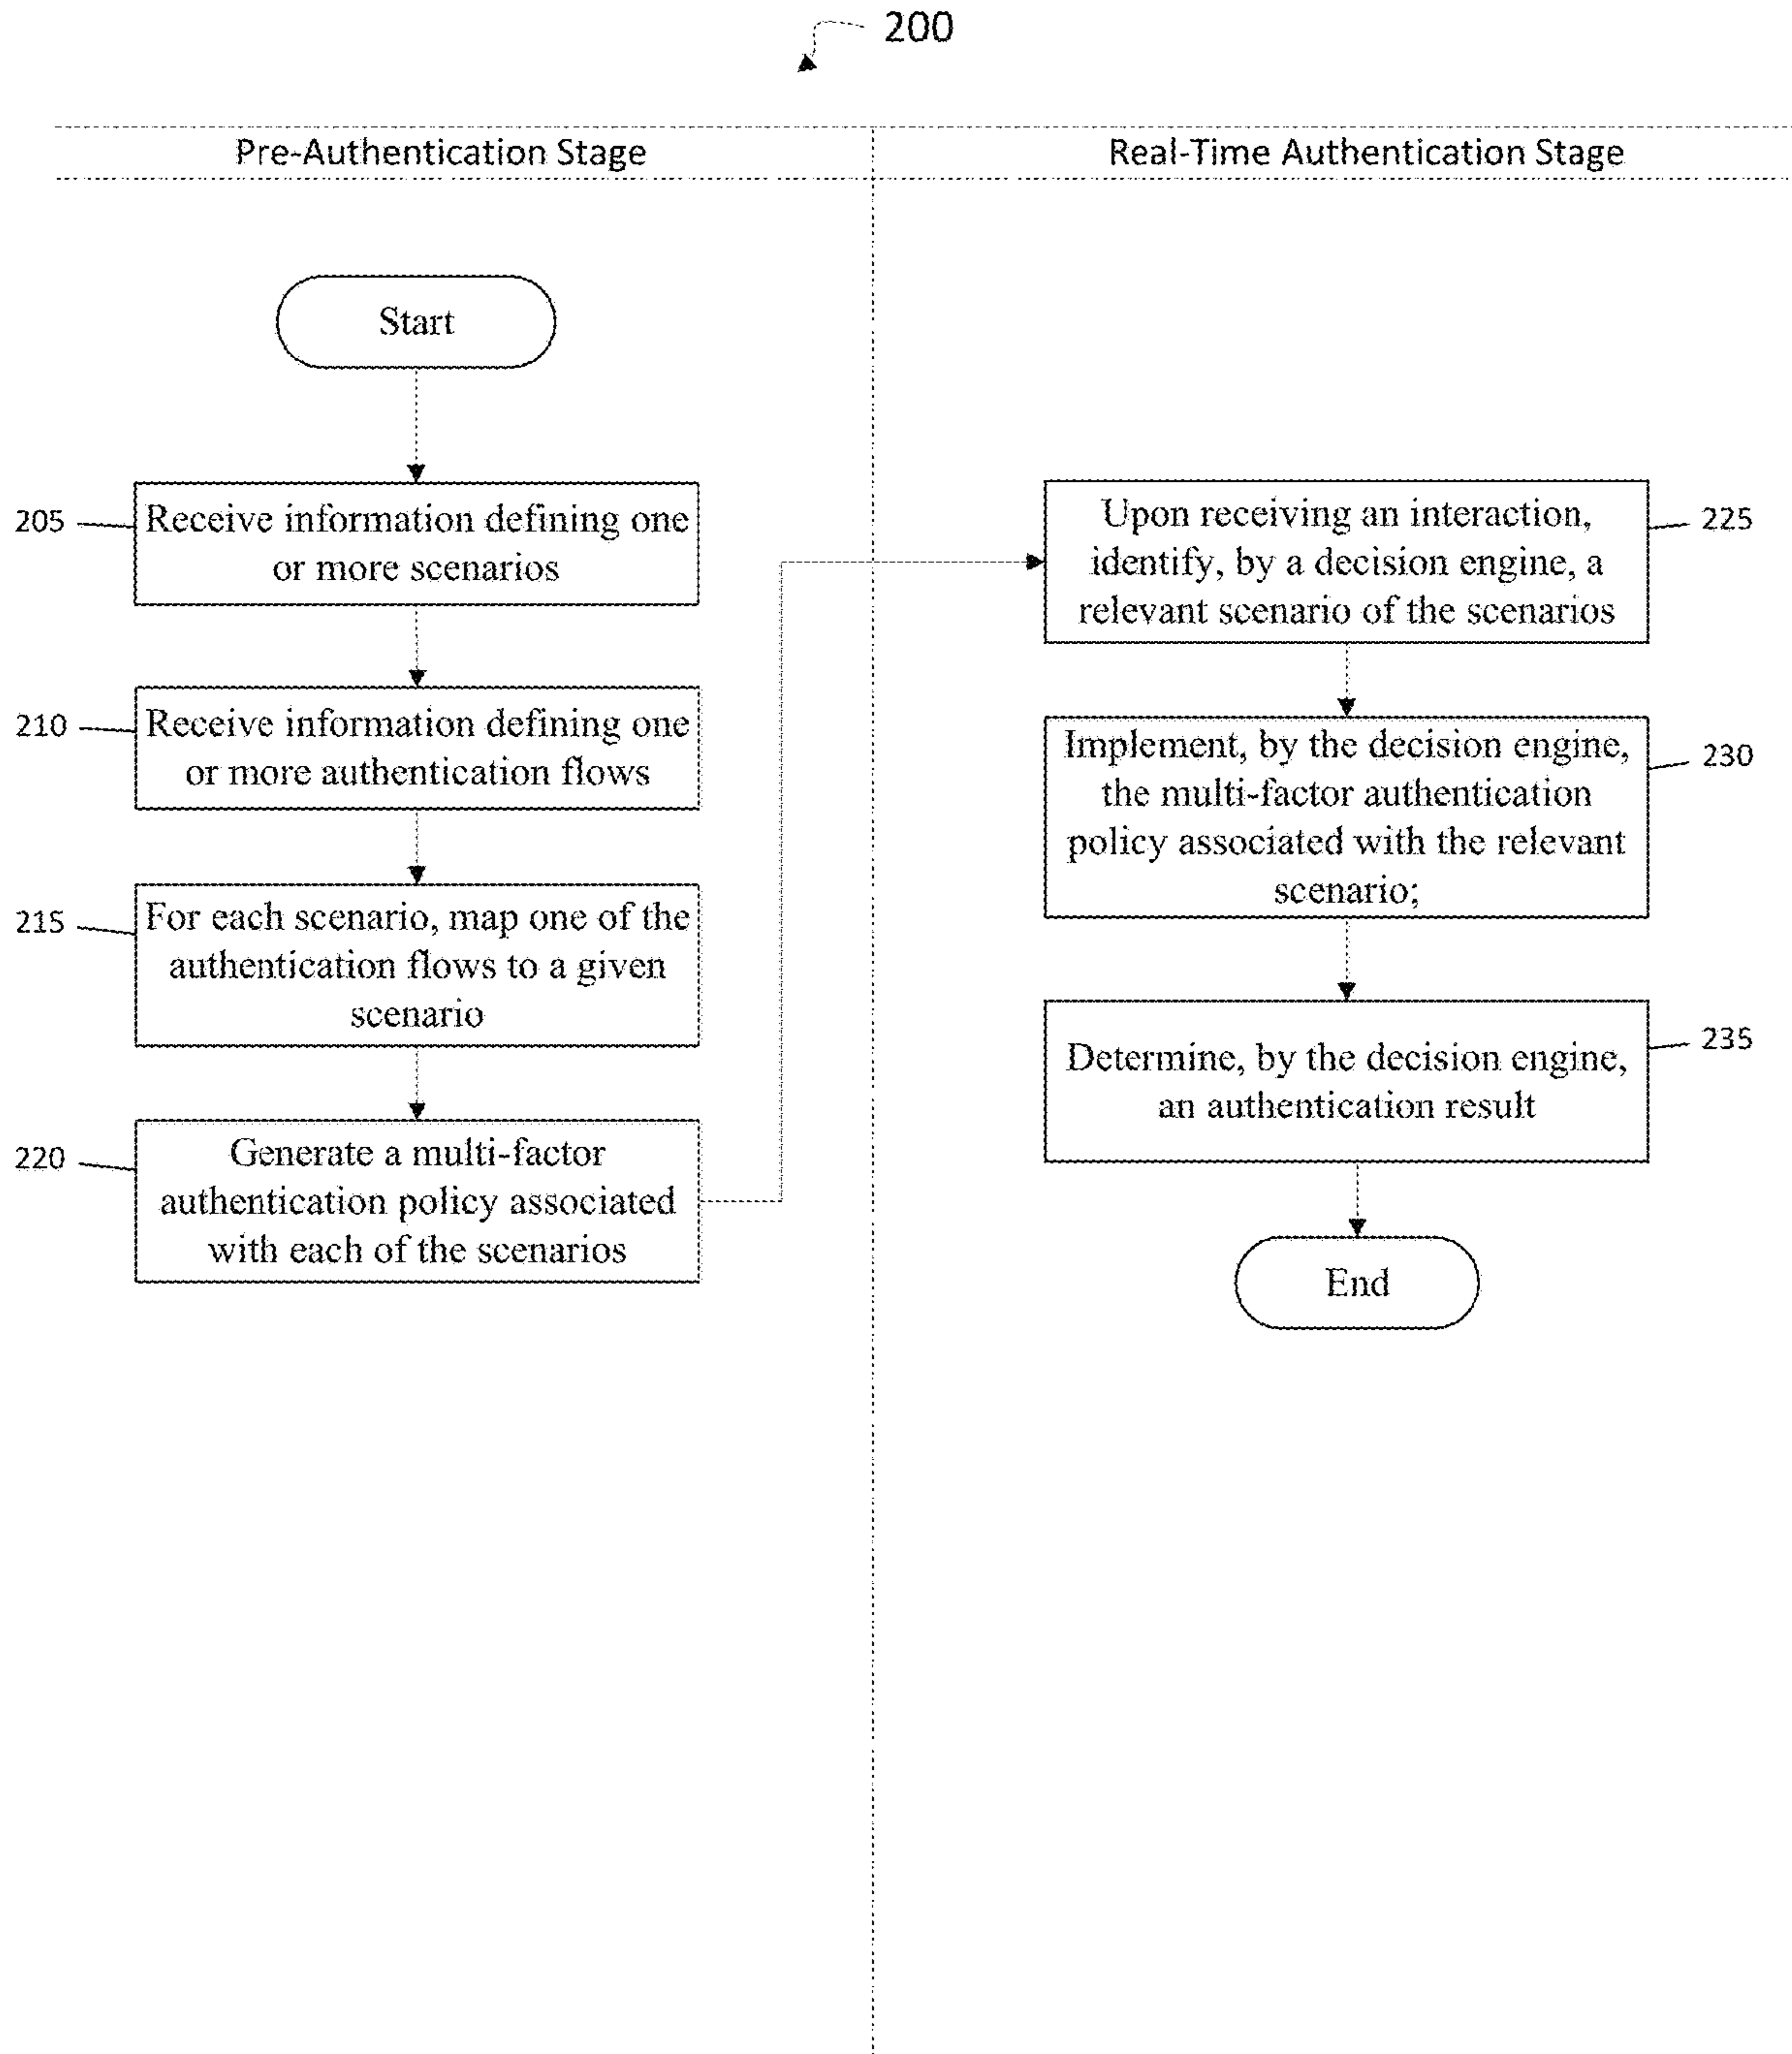 200
Pre-Authentication Stage
Real-Time Authentication Stage
Start
205
Receive information defining one
or more scenarios
210
Receive information defining one
or more authentication flows
215
For each scenario, map one of the
authentication flows to a given
scenario
220
Generate a multi-factor
authentication policy associated
with each of the scenarios
Upon receiving an interaction,
identify, by a decision engine, a
relevant scenario of the scenarios
225
Implement, by the decision engine,
the multi-factor authentication
policy associated with the relevant
scenario;
230
Determine, by the decision engine,
an authentication result
235
End